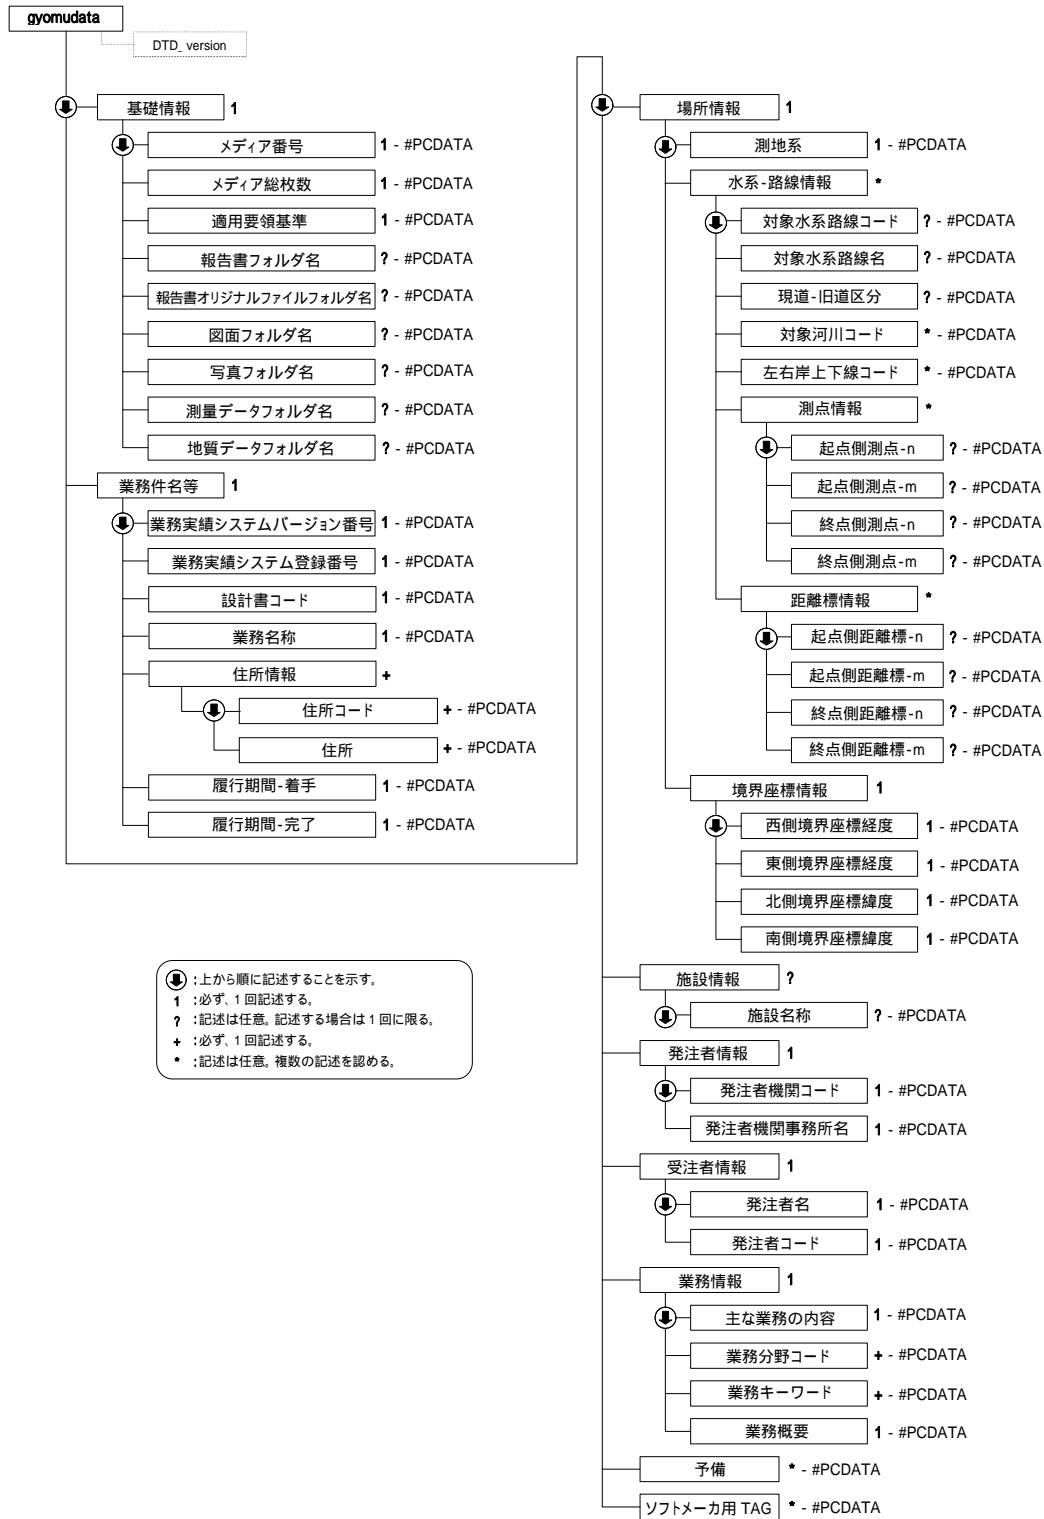 gyomudata
DTD_version
基礎情報 1
メディア番号 1 - #PCDATA
メディア総枚数 1 - #PCDATA
適用要領基準 1 - #PCDATA
報告書フォルダ名 ? - #PCDATA
報告書オリジナルファイルフォルダ名 ? - #PCDATA
図面フォルダ名 ? - #PCDATA
写真フォルダ名 ? - #PCDATA
測量データフォルダ名 ? - #PCDATA
地質データフォルダ名 ? - #PCDATA
業務件名等 1
業務実績システムバージョン番号 1 - #PCDATA
業務実績システム登録番号 1 - #PCDATA
設計書コード 1 - #PCDATA
業務名称 1 - #PCDATA
住所情報 +
住所コード + - #PCDATA
住所 + - #PCDATA
履行期間-着手 1 - #PCDATA
履行期間-完了 1 - #PCDATA
:上から順に記述することを示す。
1 :必ず、1回記述する。
? :記述は任意。記述する場合は1回に限る。
+ :必ず、1回記述する。
* :記述は任意。複数の記述を認める。
場所情報 1
測地系 1 - #PCDATA
水系-路線情報 *
対象水系路線コード ? - #PCDATA
対象水系路線名 ? - #PCDATA
現道-旧道区分 ? - #PCDATA
対象河川コード * - #PCDATA
左右岸上下線コード * - #PCDATA
測点情報 *
起点側測点-n ? - #PCDATA
起点側測点-m ? - #PCDATA
終点側測点-n ? - #PCDATA
終点側測点-m ? - #PCDATA
距離標情報 *
起点側距離標-n ? - #PCDATA
起点側距離標-m ? - #PCDATA
終点側距離標-n ? - #PCDATA
終点側距離標-m ? - #PCDATA
境界座標情報 1
西側境界座標経度 1 - #PCDATA
東側境界座標経度 1 - #PCDATA
北側境界座標緯度 1 - #PCDATA
南側境界座標緯度 1 - #PCDATA
施設情報 ?
施設名称 ? - #PCDATA
発注者情報 1
発注者機関コード 1 - #PCDATA
発注者機関事務所名 1 - #PCDATA
受注者情報 1
発注者名 1 - #PCDATA
発注者コード 1 - #PCDATA
業務情報 1
主な業務の内容 1 - #PCDATA
業務分野コード + - #PCDATA
業務キーワード + - #PCDATA
業務概要 1 - #PCDATA
予備 * - #PCDATA
ソフトメーカ用 TAG * - #PCDATA